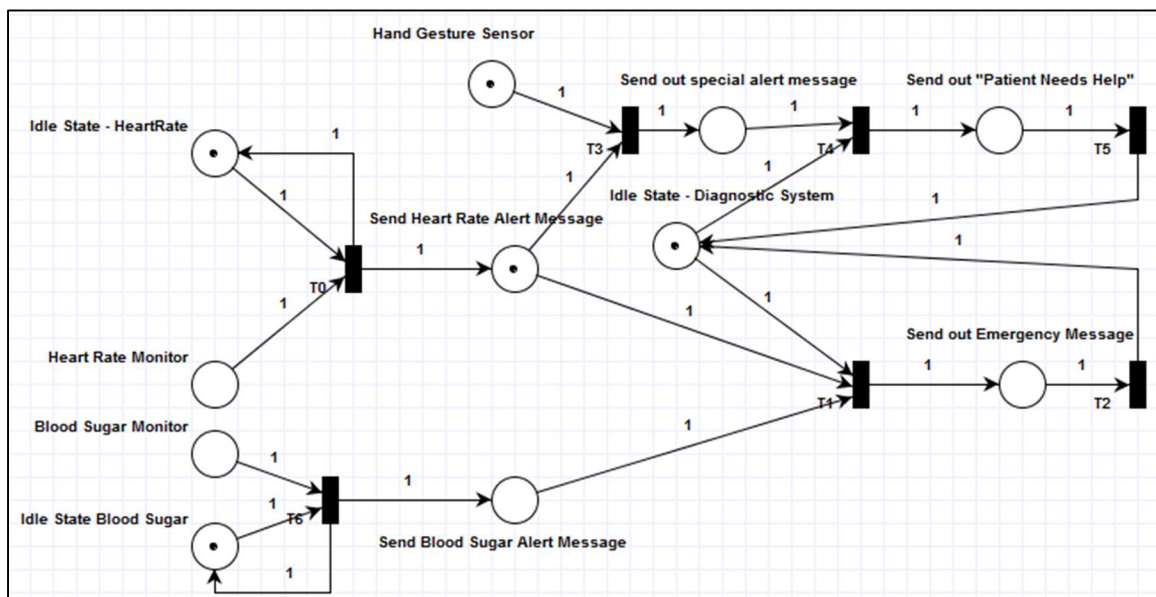 Hand Gesture Sensor
1
Send out special alert message
Send out "Patient Needs Help"
1
1
1
1
Idle State - HeartRate
1
T3
T4
T5
1
1
1
Idle State - Diagnostic System
1
Send Heart Rate Alert Message
1
1
T0
1
1
1
Send out Emergency Message
Heart Rate Monitor
1
1
T1
T2
Blood Sugar Monitor
1
1
1
1
Idle State Blood Sugar
T6
Send Blood Sugar Alert Message
1